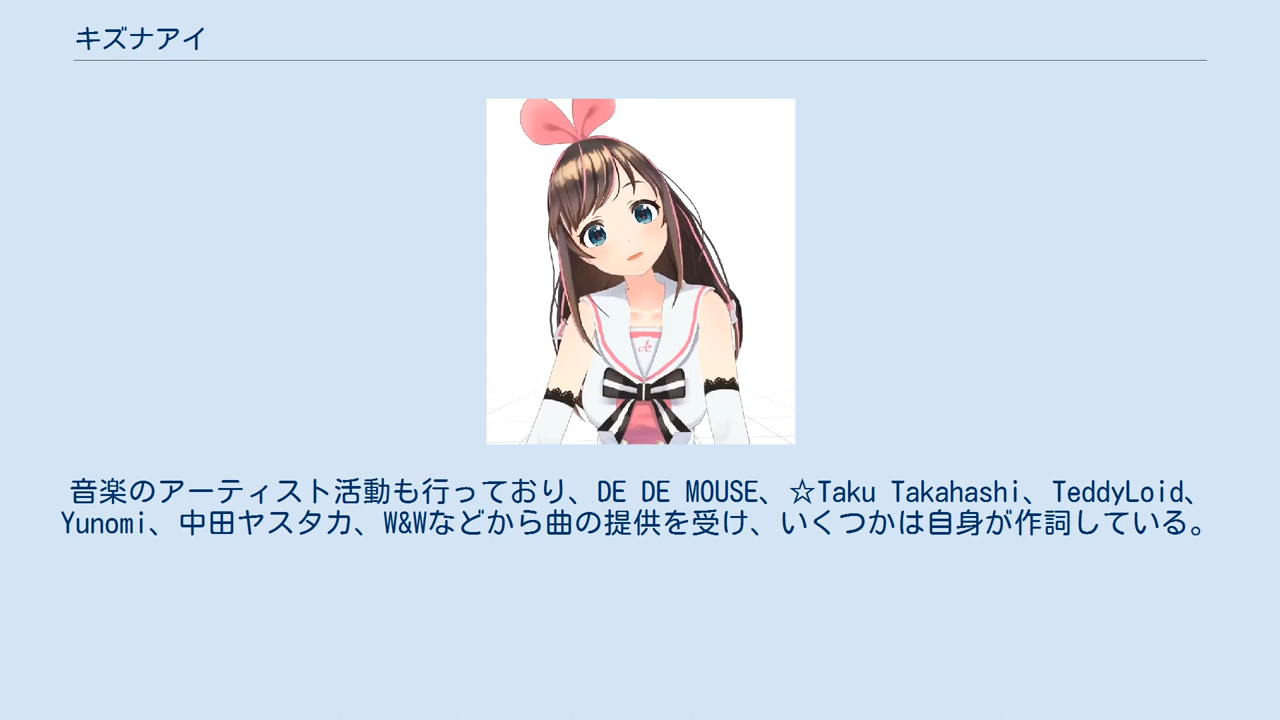 キズナアイ
音楽のアーティスト活動も行っており、DE DE MOUSE、☆Taku Takahashi、TeddyLoid、
Yunomi、中田ヤスタカ、W&Wなどから曲の提供を受け、いくつかは自身が作詞している。